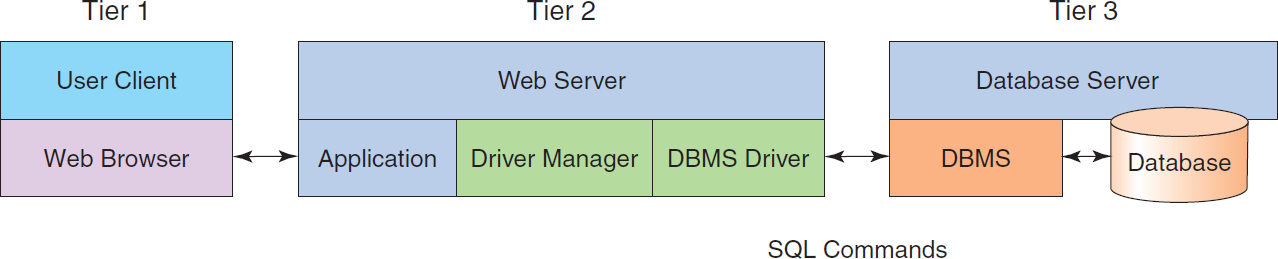 Tier 1
Tier 2
Tier 3
User Client
Web Server
Database Server
Web Browser
Application
Driver Manager
DBMS Driver
DBMS
Database
SQL Commands